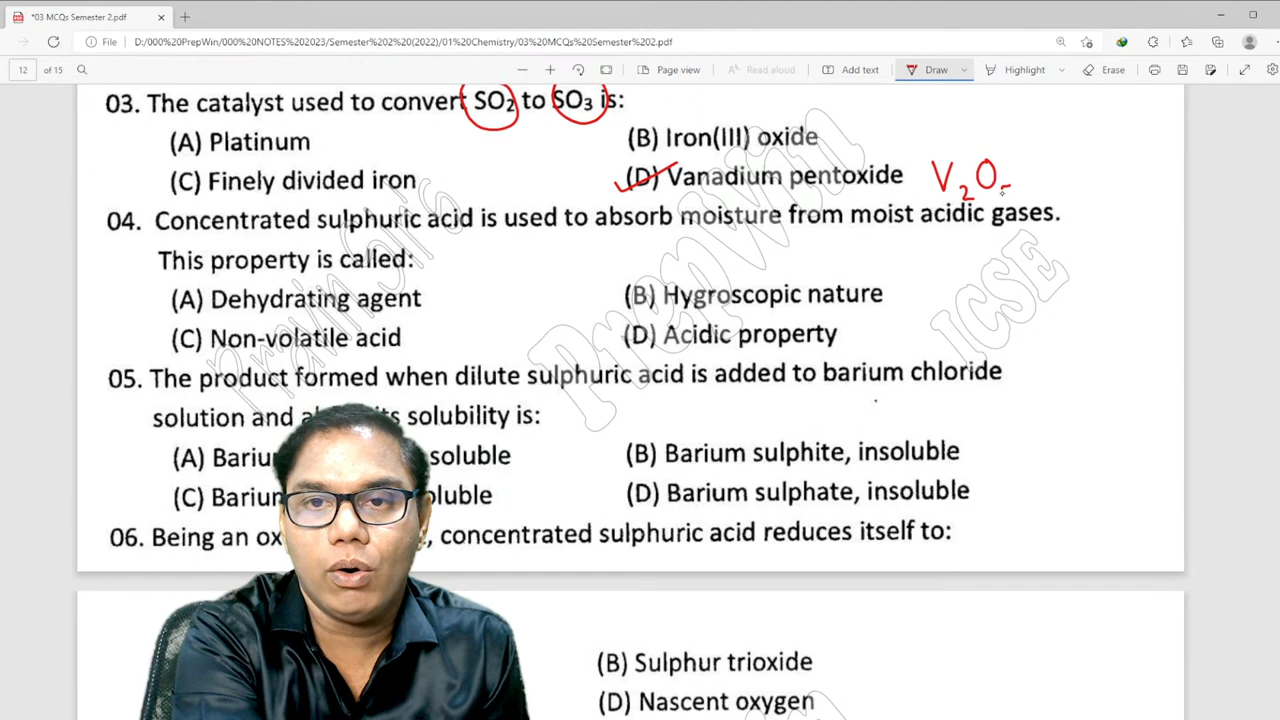 *03 MCQs Semester 2.pdf
File D:/000%20PrepWin/000%20NOTES%202023/Semester%202%20(2022)/01%20Chemistry/03%20MCQs%20Semester%202.pdf
12 of 15 Page view Read aloud Add text Draw Highlight Erase
03. The catalyst used to convert SO₂ to SO₃ is:
(A) Platinum (B) Iron(III) oxide
(C) Finely divided iron (D) Vanadium pentoxide V₂O
04. Concentrated sulphuric acid is used to absorb moisture from moist acidic gases.
This property is called:
(A) Dehydrating agent (B) Hygroscopic nature
(C) Non-volatile acid (D) Acidic property
05. The product formed when dilute sulphuric acid is added to barium chloride
solution and its solubility is:
(A) soluble (B) Barium sulphite, insoluble
(C) (D) Barium sulphate, insoluble
06. Being an concentrated sulphuric acid reduces itself to:
(B) Sulphur trioxide
(D) Nascent oxygen
Pravin Sir's
PrepWin
ICSE